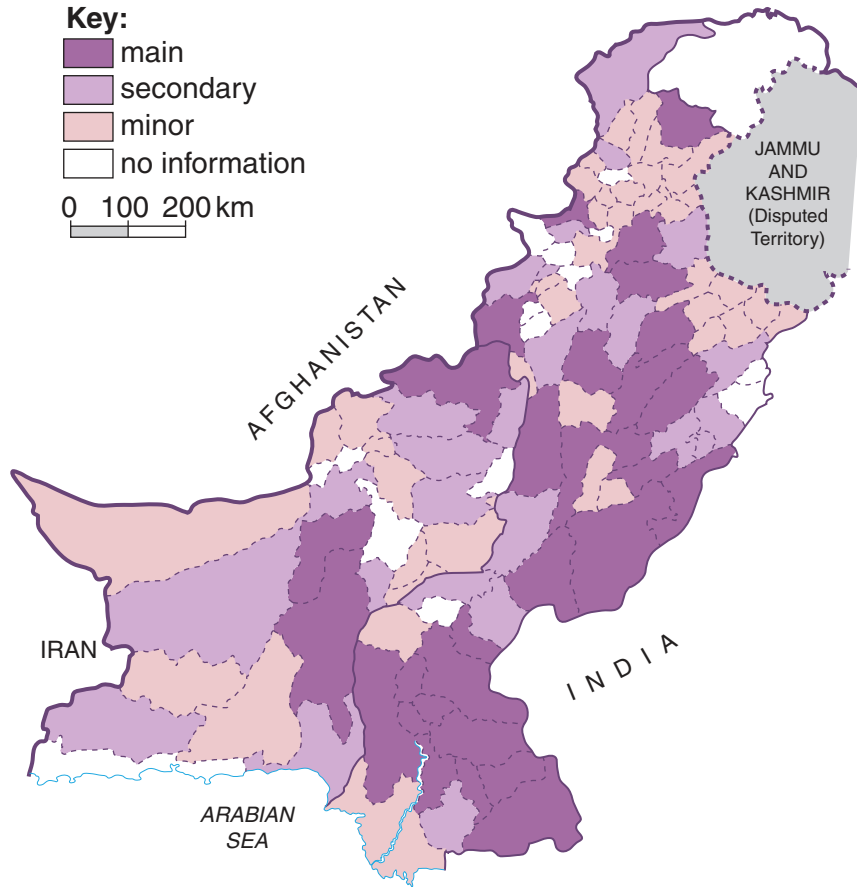 Key:
main
secondary
minor
no information
0 100 200 km
JAMMU
AND
KASHMIR
(Disputed
Territory)
AFGHANISTAN
IRAN
INDIA
ARABIAN
SEA